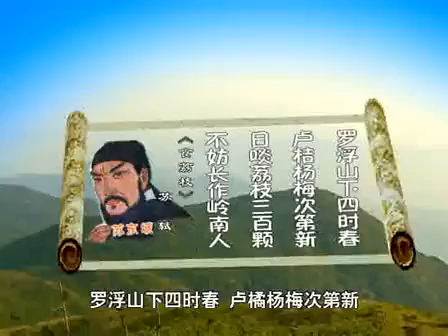 罗浮山下四时春
卢桔杨梅次第新
日啖荔枝三百颗
不妨长作岭南人
《食荔枝》
苏轼
罗浮山下四时春 卢橘杨梅次第新